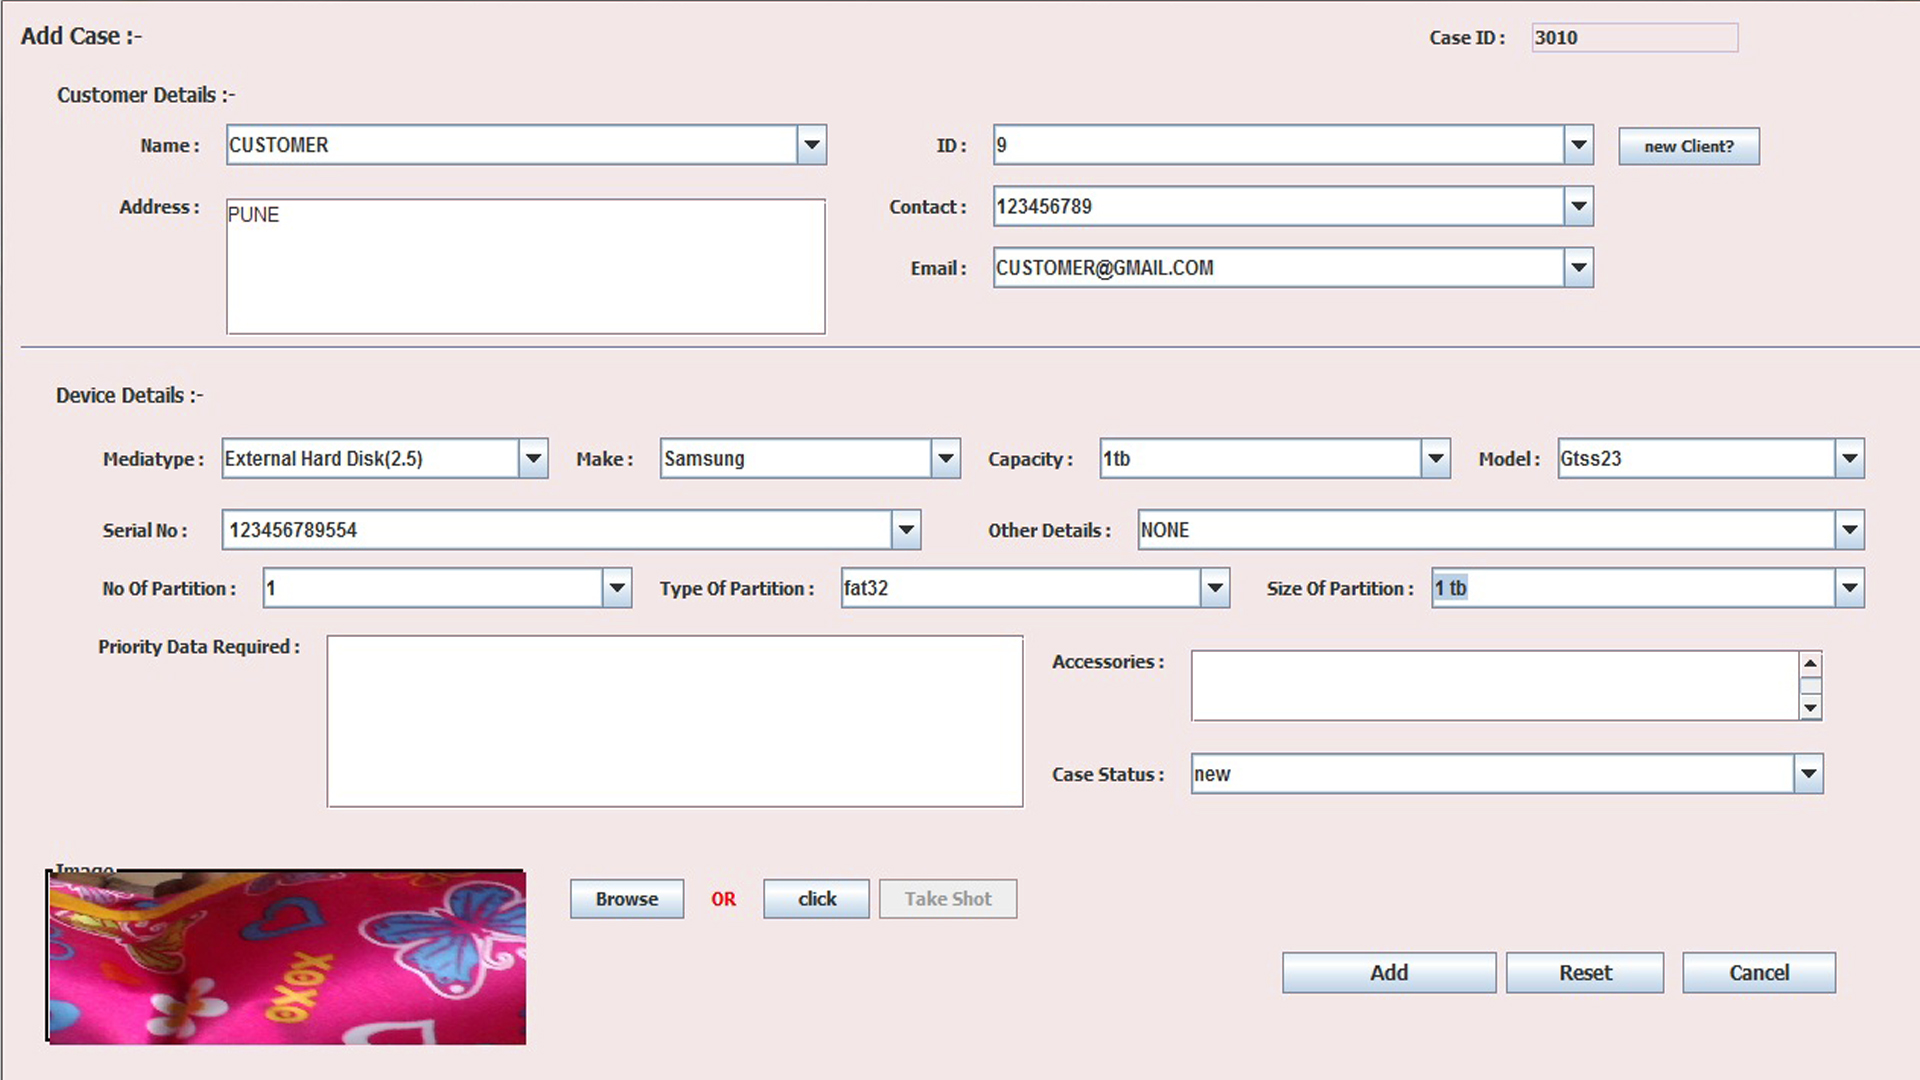 Add Case :-
Case ID : 3010
Customer Details :-
Name : CUSTOMER
ID : 9
new Client?
Address : PUNE
Contact : 123456789
Email : CUSTOMER@GMAIL.COM
Device Details :-
Mediatype : External Hard Disk(2.5)
Make : Samsung
Capacity : 1tb
Model : Gtss23
Serial No : 123456789554
Other Details : NONE
No Of Partition : 1
Type Of Partition : fat32
Size Of Partition : 1 tb
Priority Data Required :
Accessories :
Case Status : new
Image
Browse OR click Take Shot
XOXO
Add Reset Cancel